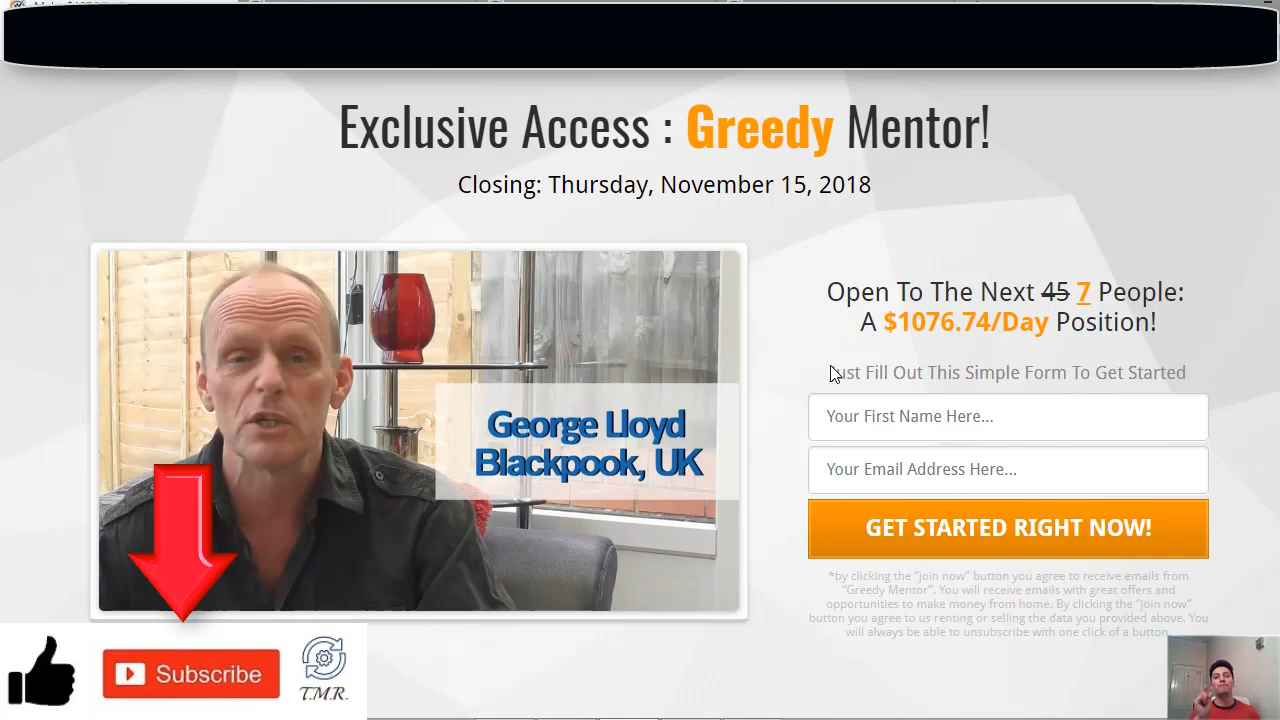 Exclusive Access : Greedy Mentor!
Closing: Thursday, November 15, 2018
George Lloyd
Blackpook, UK
Open To The Next 45 7 People:
A $1076.74/Day Position!
Just Fill Out This Simple Form To Get Started
Your First Name Here...
Your Email Address Here...
GET STARTED RIGHT NOW!
*by clicking the "join now" button you agree to receive emails from
"Greedy Mentor". You will receive emails with great offers and
opportunities to make money from home. By clicking the "join now"
button you agree to us renting or selling the data you provided above. You
will always be able to unsubscribe with one click of a button.
Subscribe
T.M.R.